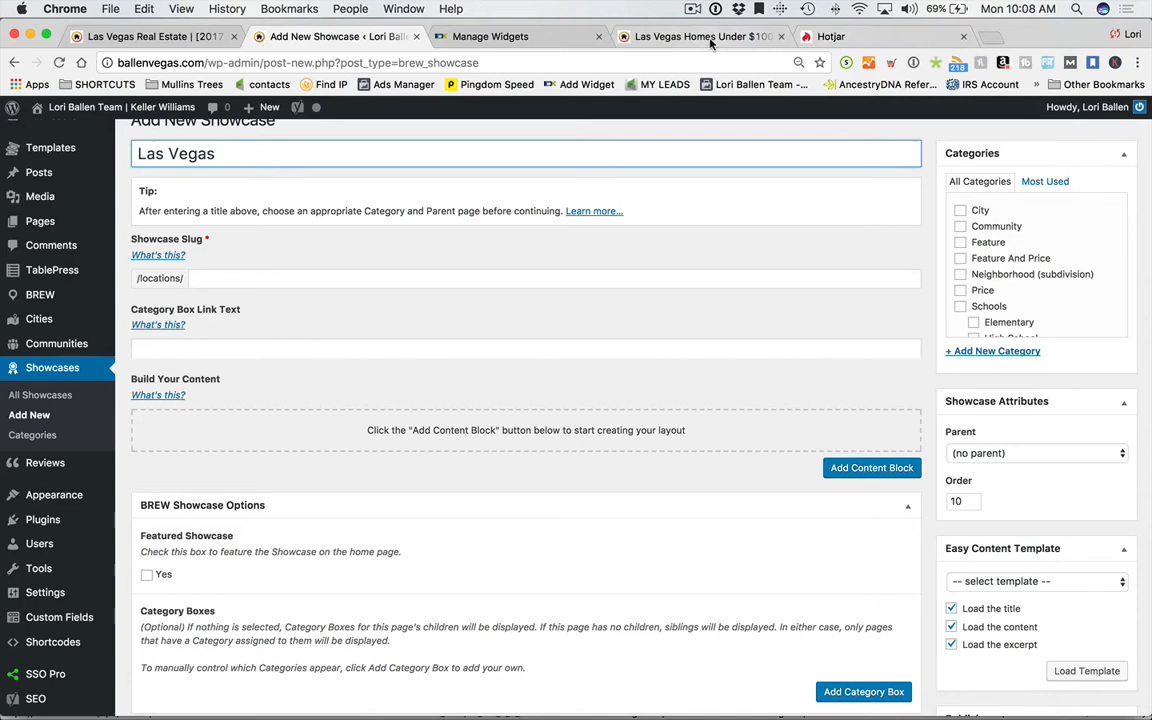 Chrome File Edit View History Bookmarks People Window Help 69% Mon 10:08 AM
Las Vegas Real Estate | [2017 Add New Showcase ‹ Lori Balle Manage Widgets Las Vegas Homes Under $100 Hotjar Lori
ballenvegas.com/wp-admin/post-new.php?post_type=brew_showcase
Apps SHORTCUTS Mullins Trees contacts Find IP Ads Manager Pingdom Speed Add Widget MY LEADS Lori Ballen Team -... 218 AncestryDNA Refer... IRS Account » Other Bookmarks
Lori Ballen Team | Keller Williams 0 + New Howdy, Lori Ballen
Add New Showcase
Templates
Posts
Media
Pages
Comments
TablePress
BREW
Cities
Communities
Showcases
All Showcases
Add New
Categories
Reviews
Appearance
Plugins
Users
Tools
Settings
Custom Fields
Shortcodes
SSO Pro
SEO
Las Vegas
Tip:
After entering a title above, choose an appropriate Category and Parent page before continuing. Learn more...
Showcase Slug *
What's this?
/locations/
Category Box Link Text
What's this?
Build Your Content
What's this?
Click the "Add Content Block" button below to start creating your layout
Add Content Block
BREW Showcase Options
Featured Showcase
Check this box to feature the Showcase on the home page.
Yes
Category Boxes
(Optional) If nothing is selected, Category Boxes for this page's children will be displayed. If this page has no children, siblings will be displayed. In either case, only pages
that have a Category assigned to them will be displayed.
To manually control which Categories appear, click Add Category Box to add your own.
Add Category Box
Categories
All Categories Most Used
City
Community
Feature
Feature And Price
Neighborhood (subdivision)
Price
Schools
Elementary
High School
+ Add New Category
Showcase Attributes
Parent
(no parent)
Order
10
Easy Content Template
-- select template --
Load the title
Load the content
Load the excerpt
Load Template